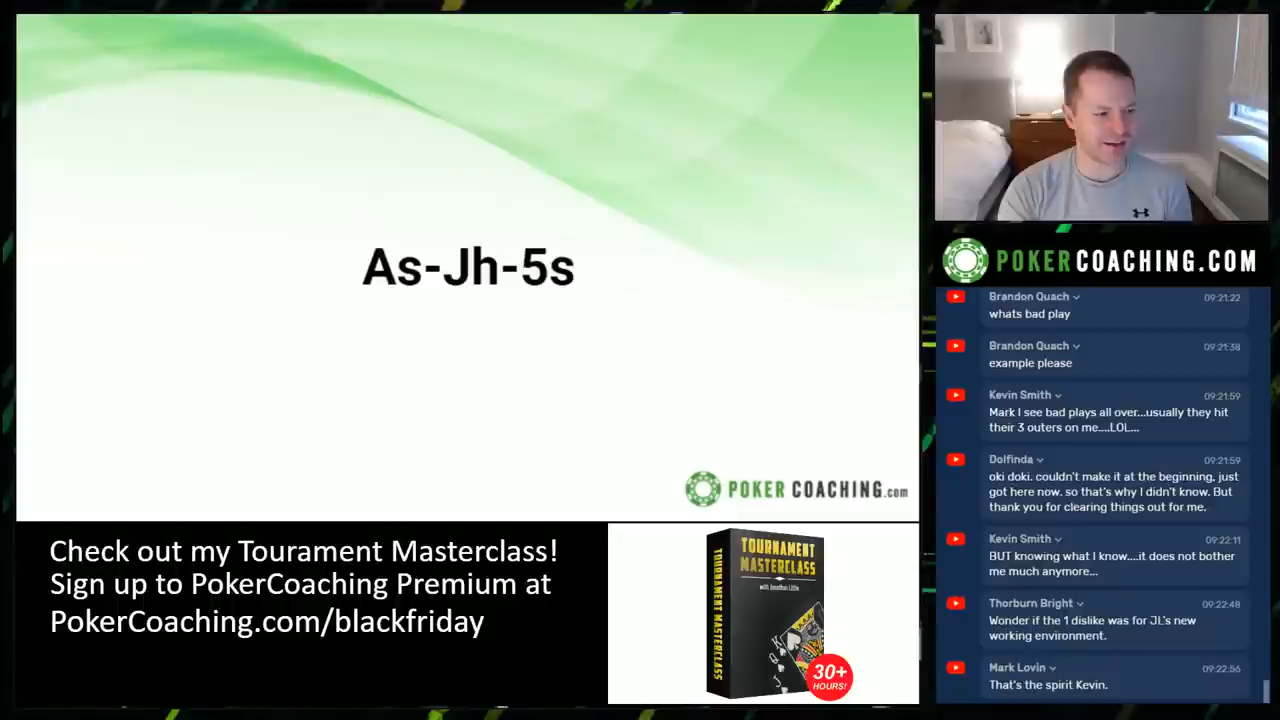 As-Jh-5s
POKER COACHING.com
Check out my Tourament Masterclass!
Sign up to PokerCoaching Premium at
PokerCoaching.com/blackfriday
TOURNAMENT MASTERCLASS
TOURNAMENT
MASTERCLASS
with Jonathan Little
K
Q
J
30+
HOURS!
POKERCOACHING.COM
Brandon Quach 09:21:22
whats bad play
Brandon Quach 09:21:38
example please
Kevin Smith 09:21:59
Mark I see bad plays all over...usually they hit
their 3 outers on me....LOL...
Dolfinda 09:21:59
oki doki. couldn't make it at the beginning, just
got here now. so that's why I didn't know. But
thank you for clearing things out for me.
Kevin Smith 09:22:11
BUT knowing what I know....it does not bother
me much anymore...
Thorburn Bright 09:22:48
Wonder if the 1 dislike was for JL's new
working environment.
Mark Lovin 09:22:56
That's the spirit Kevin.